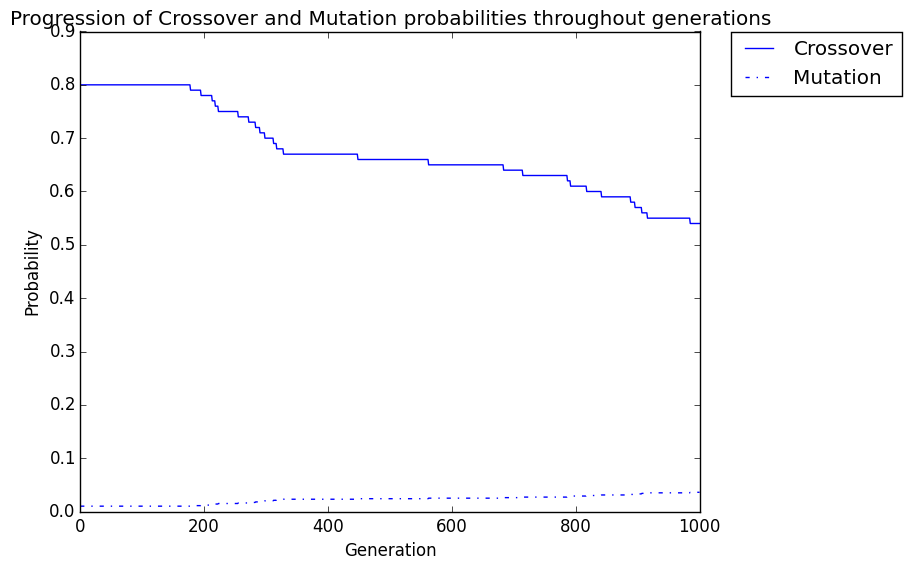 Progression of Crossover and Mutation probabilities throughout generations
0.9
0.8
0.7
0.6
0.5
0.4
0.3
0.2
0.1
0.0
Probability
0 200 400 600 800 1000
Generation
Crossover
Mutation